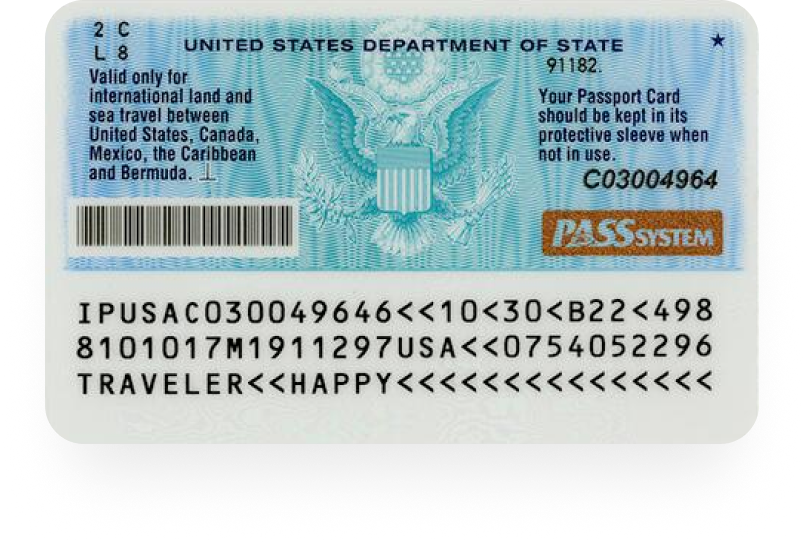 2 C
L 8
UNITED STATES DEPARTMENT OF STATE
91182.
Valid only for
international land and
sea travel between
United States, Canada,
Mexico, the Caribbean
and Bermuda.
Your Passport Card
should be kept in its
protective sleeve when
not in use.
C03004964
PASS SYSTEM
IPUSAC030049646<<10<30<B22<498
8101017M1911297USA<<0754052296
TRAVELER<<HAPPY<<<<<<<<<<<<<<<